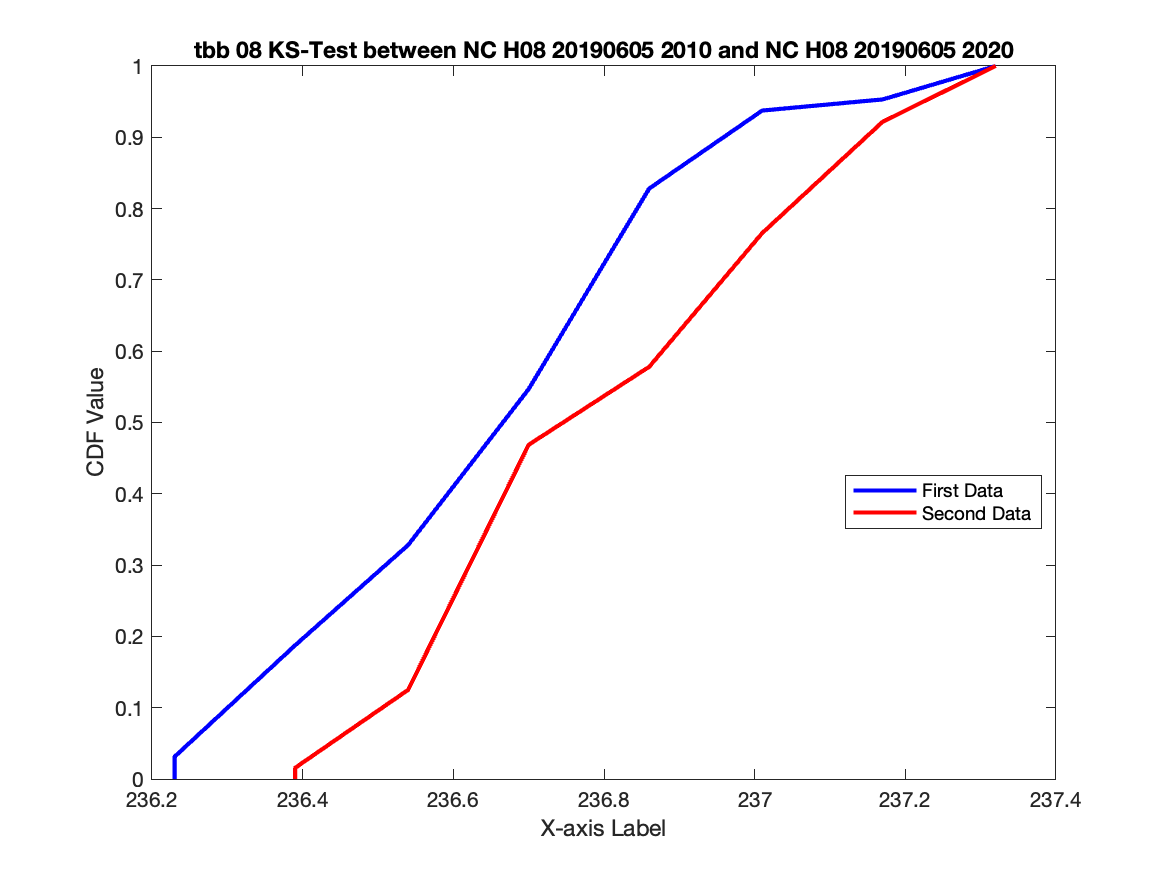 tbb 08 KS-Test between NC H08 20190605 2010 and NC H08 20190605 2020
1
0.9
0.8
0.7
0.6
0.5
0.4
0.3
0.2
0.1
0
CDF Value
First Data
Second Data
236.2 236.4 236.6 236.8 237 237.2 237.4
X-axis Label